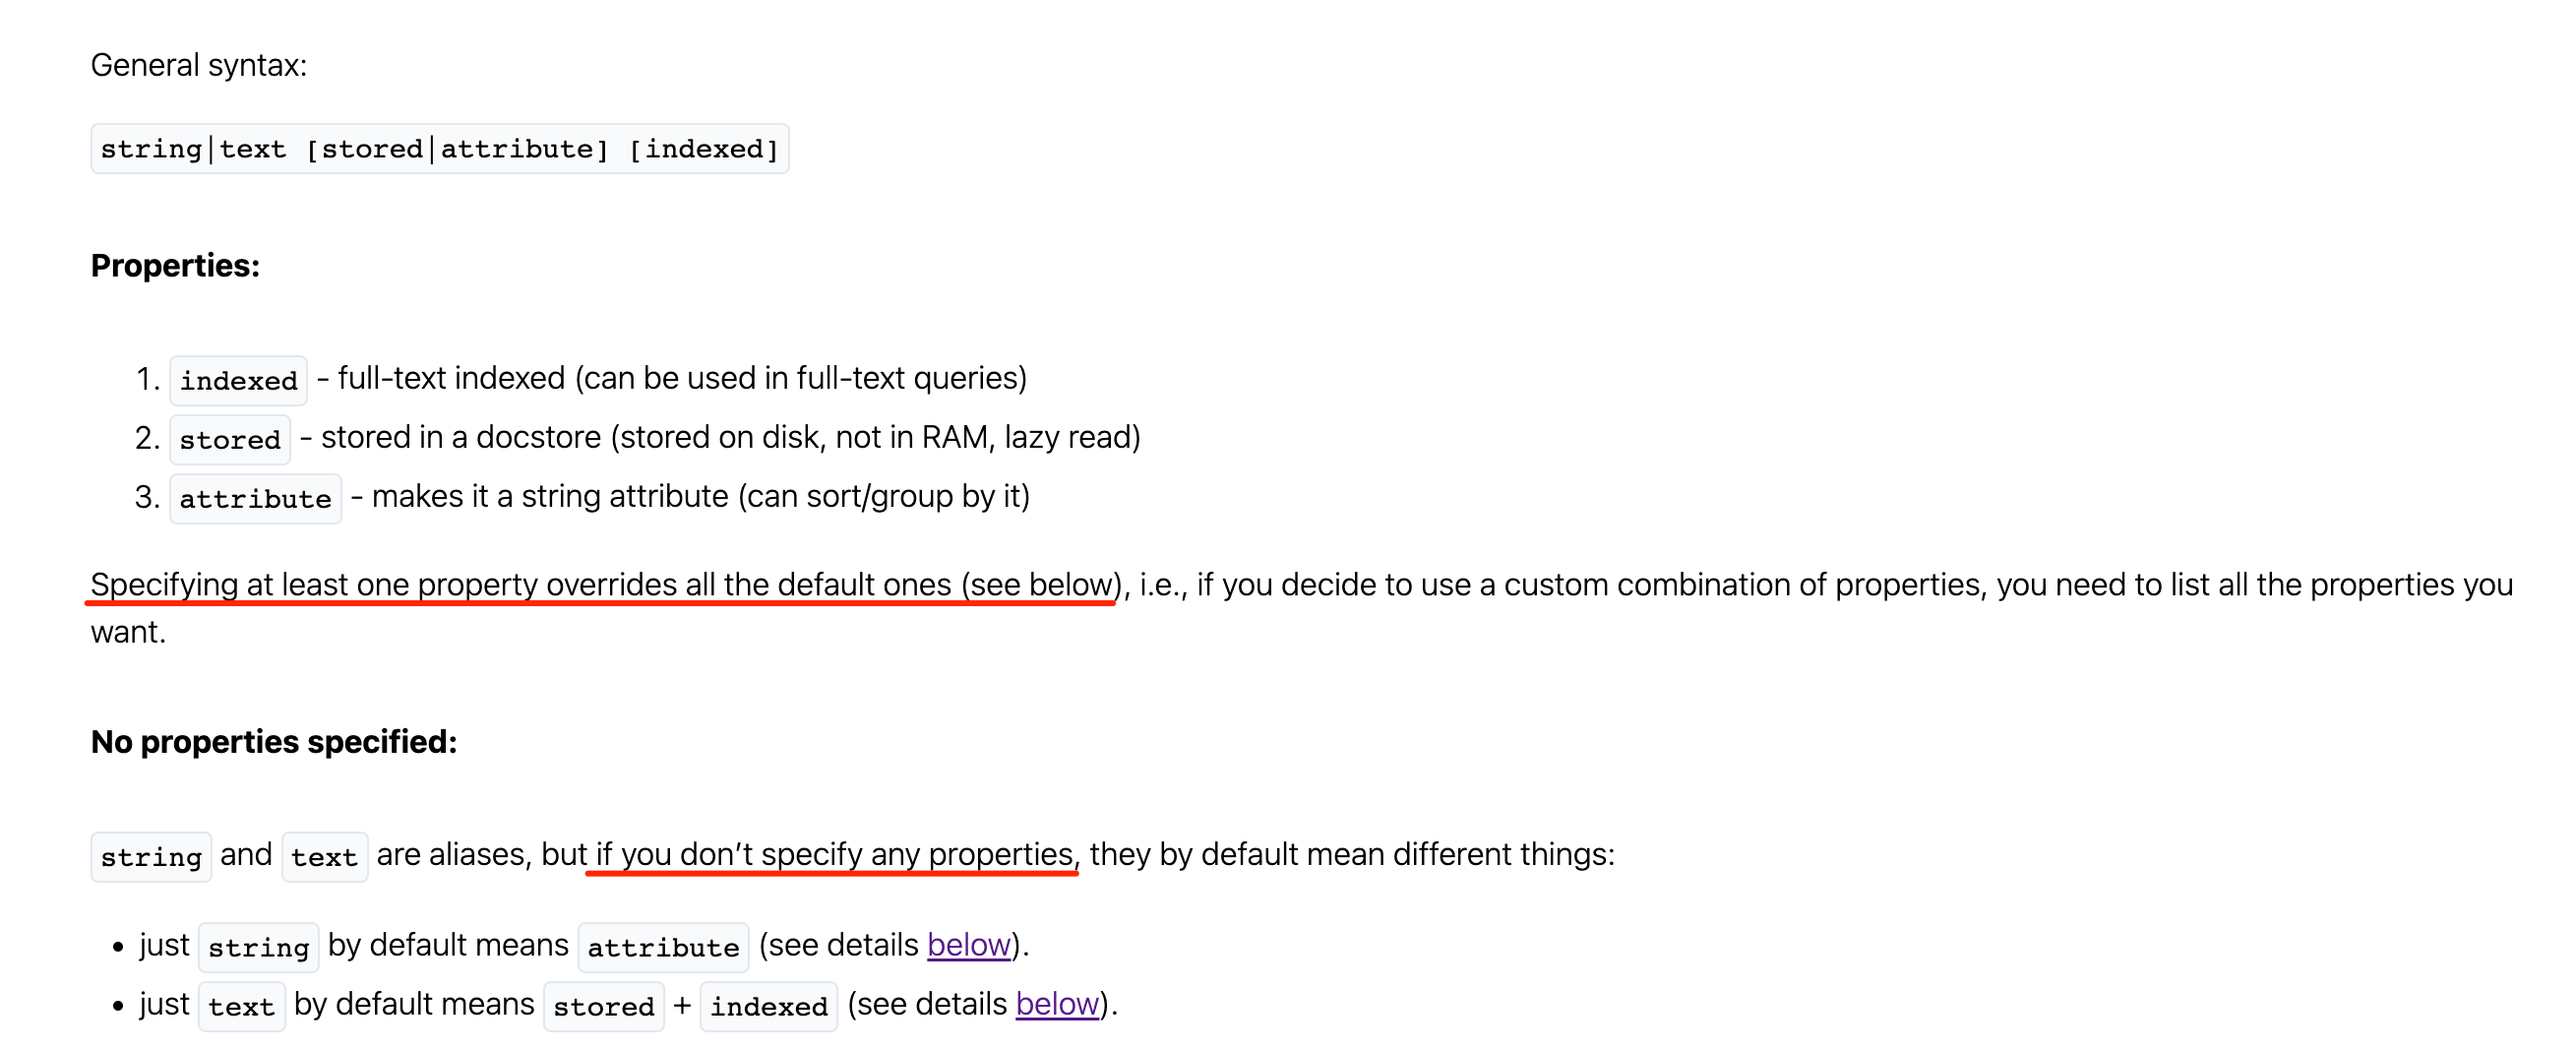 General syntax:
string|text [stored|attribute] [indexed]
Properties:
1. indexed - full-text indexed (can be used in full-text queries)
2. stored - stored in a docstore (stored on disk, not in RAM, lazy read)
3. attribute - makes it a string attribute (can sort/group by it)
Specifying at least one property overrides all the default ones (see below), i.e., if you decide to use a custom combination of properties, you need to list all the properties you
want.
No properties specified:
string and text are aliases, but if you don’t specify any properties, they by default mean different things:
• just string by default means attribute (see details below).
• just text by default means stored + indexed (see details below).